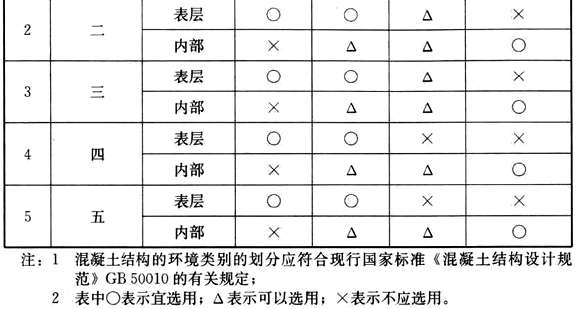 表层 ○ ○ Δ ×
2 二
内部 × Δ Δ ○
表层 ○ ○ Δ ×
3 三
内部 × Δ Δ ○
表层 ○ ○ × ×
4 四
内部 × Δ Δ ○
表层 ○ ○ × ×
5 五
内部 × Δ Δ ○
注：1 混凝土结构的环境类别的划分应符合现行国家标准《混凝土结构设计规
范》GB 50010 的有关规定；
2 表中○表示宜选用；Δ表示可以选用；×表示不应选用。